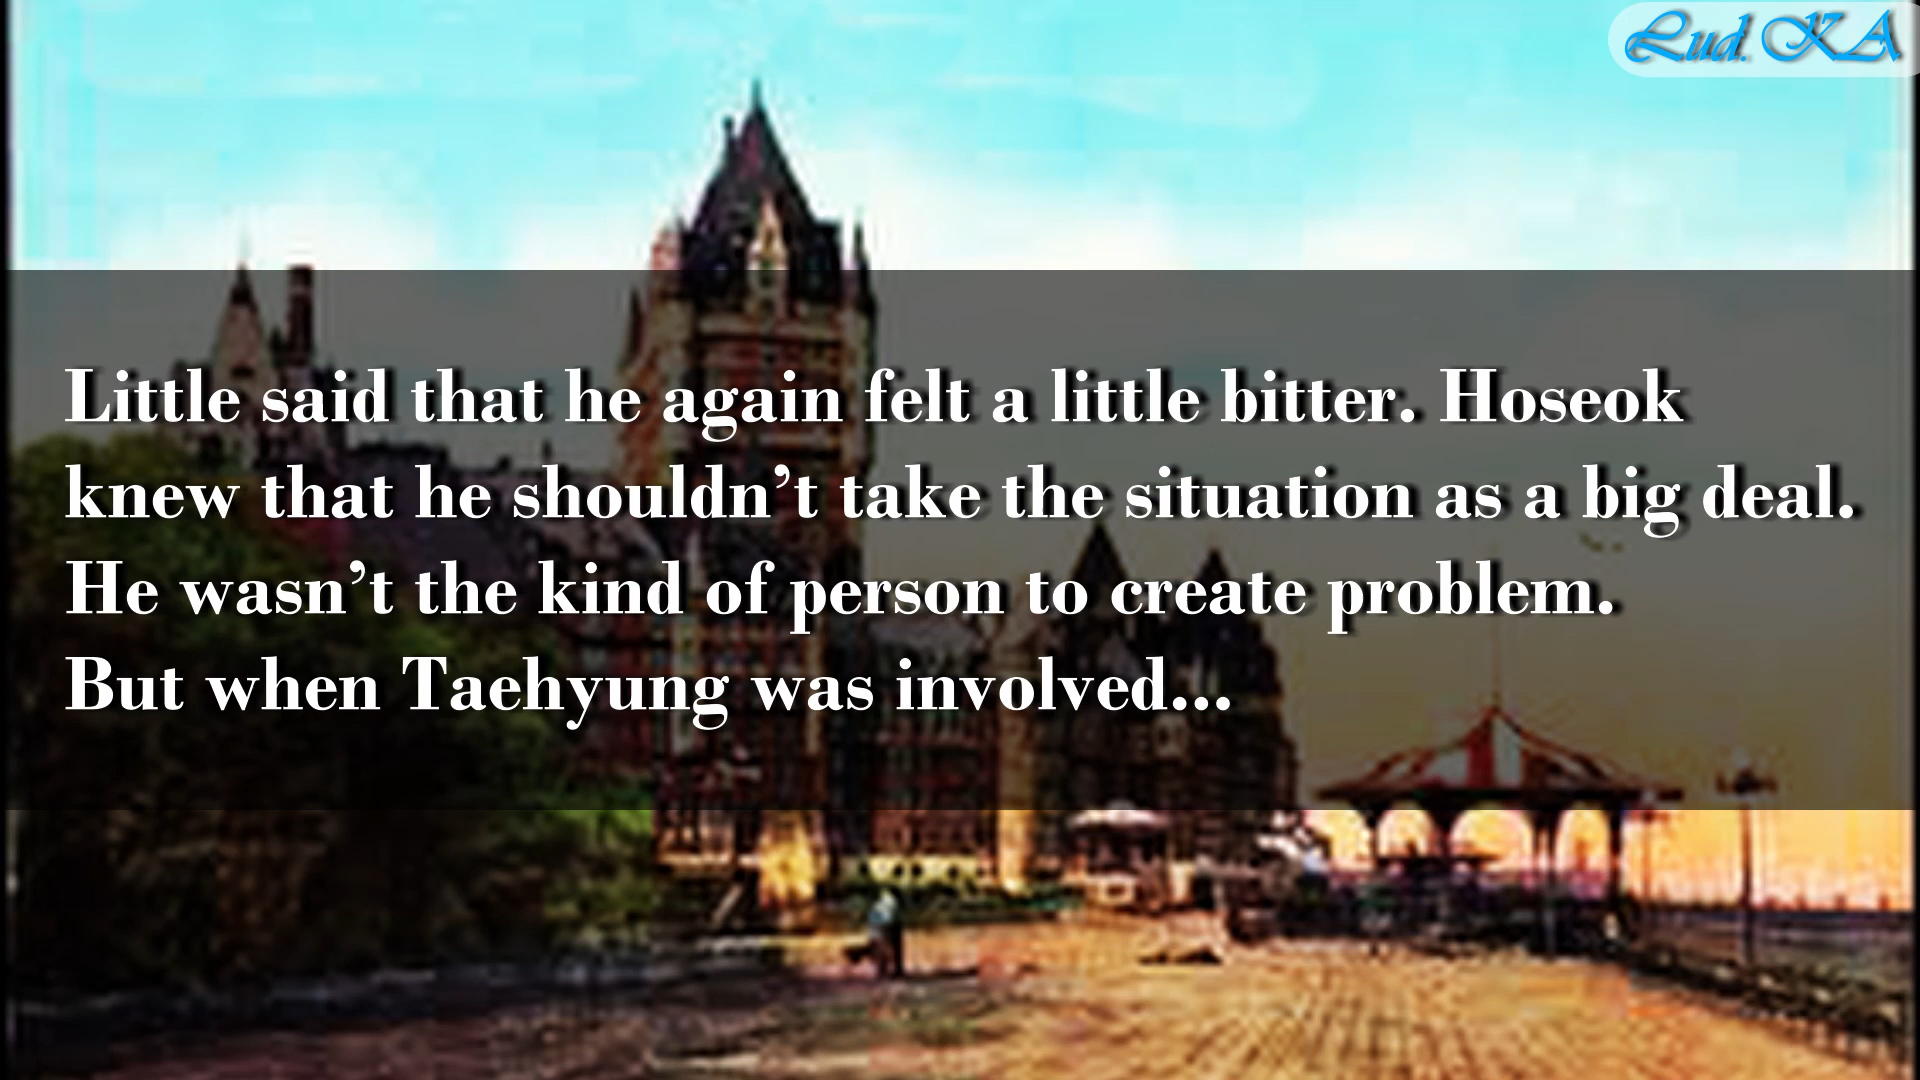 Lud. KA
Little said that he again felt a little bitter. Hoseok
knew that he shouldn’t take the situation as a big deal.
He wasn’t the kind of person to create problem.
But when Taehyung was involved...